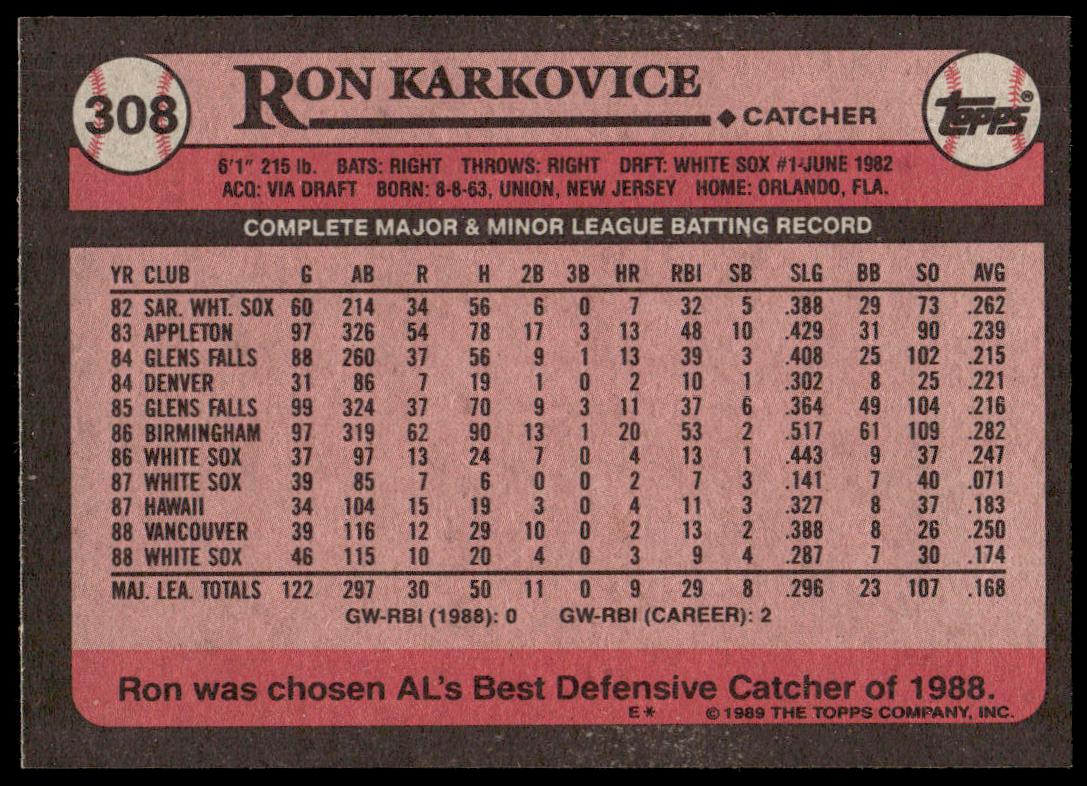 308
RON KARKOVICE
◆ CATCHER
topps®
6'1" 215 lb. BATS: RIGHT THROWS: RIGHT DRFT: WHITE SOX #1-JUNE 1982
ACQ: VIA DRAFT BORN: 8-8-63, UNION, NEW JERSEY HOME: ORLANDO, FLA.
COMPLETE MAJOR & MINOR LEAGUE BATTING RECORD
YR CLUB G AB R H 2B 3B HR RBI SB SLG BB SO AVG
82 SAR. WHT. SOX 60 214 34 56 6 0 7 32 5 .388 29 73 .262
83 APPLETON 97 326 54 78 17 3 13 48 10 .429 31 90 .239
84 GLENS FALLS 88 260 37 56 9 1 13 39 3 .408 25 102 .215
84 DENVER 31 86 7 19 1 0 2 10 1 .302 8 25 .221
85 GLENS FALLS 99 324 37 70 9 3 11 37 6 .364 49 104 .216
86 BIRMINGHAM 97 319 62 90 13 1 20 53 2 .517 61 109 .282
86 WHITE SOX 37 97 13 24 7 0 4 13 1 .443 9 37 .247
87 WHITE SOX 39 85 7 6 0 0 2 7 3 .141 7 40 .071
87 HAWAII 34 104 15 19 3 0 4 11 3 .327 8 37 .183
88 VANCOUVER 39 116 12 29 10 0 2 13 2 .388 8 26 .250
88 WHITE SOX 46 115 10 20 4 0 3 9 4 .287 7 30 .174
MAJ. LEA. TOTALS 122 297 30 50 11 0 9 29 8 .296 23 107 .168
GW-RBI (1988): 0 GW-RBI (CAREER): 2
Ron was chosen AL's Best Defensive Catcher of 1988.
E* © 1989 THE TOPPS COMPANY, INC.